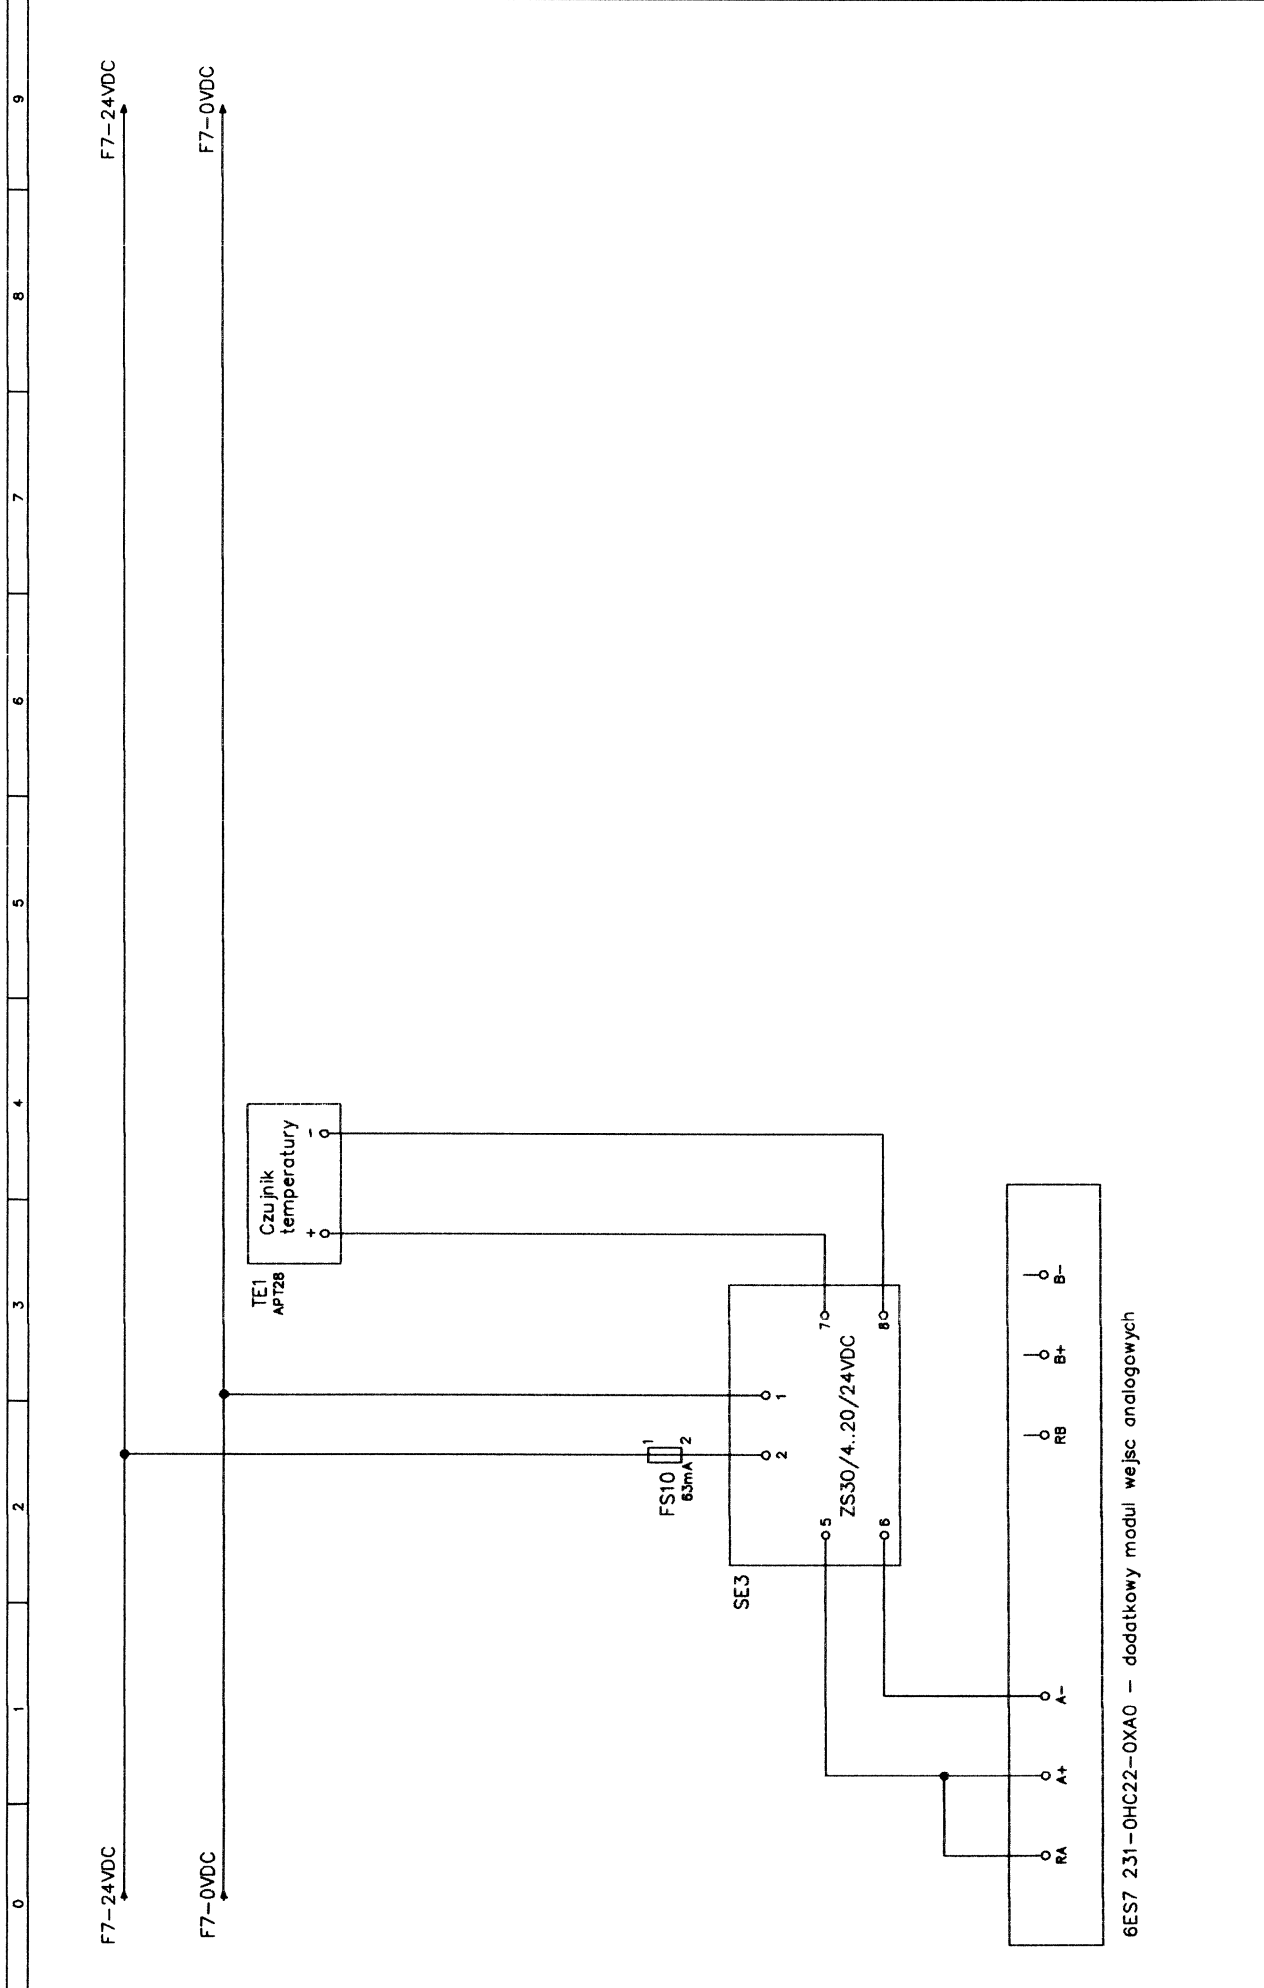 0 1 2 3 4 5 6 7 8 9
F7-24VDC F7-24VDC
F7-0VDC F7-0VDC
TE1
APT28
Czujnik
temperatury
+ -
FS10
63mA
1
2
SE3
2 1
5 7
ZS30/4..20/24VDC
6 8
RA A+ A- RB B+ B-
6ES7 231-0HC22-0XA0 - dodatkowy modul wejsc analogowych